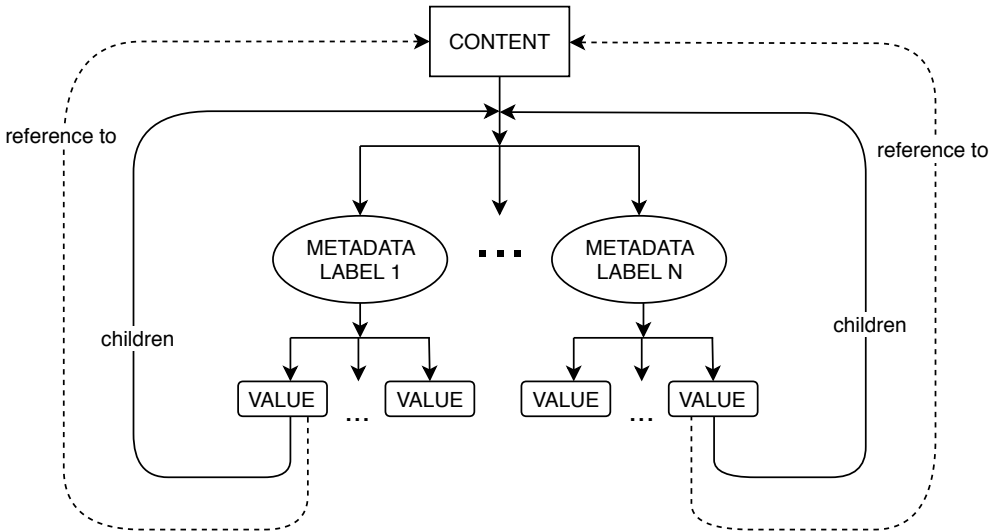 CONTENT
reference to
reference to
METADATA
LABEL 1
...
METADATA
LABEL N
children
children
VALUE
...
VALUE
VALUE
...
VALUE